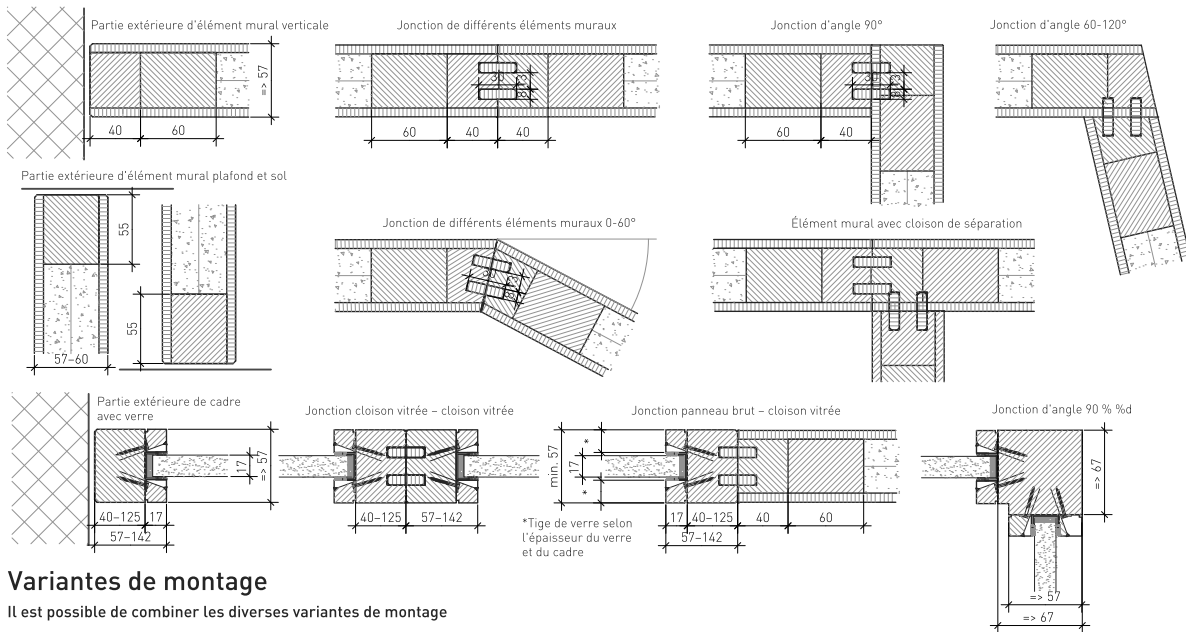 Partie extérieure d'élément mural verticale
Jonction de différents éléments muraux
Jonction d'angle 90°
Jonction d'angle 60-120°
=> 57
40
60
60
40
40
60
40
Partie extérieure d'élément mural plafond et sol
55
55
57–60
Jonction de différents éléments muraux 0-60°
Élément mural avec cloison de séparation
Partie extérieure de cadre
avec verre
17
=> 57
40–125
17
57–142
Jonction cloison vitrée – cloison vitrée
40–125
57–142
Jonction panneau brut – cloison vitrée
min. 57
*
17
*
17
40–125
40
60
57–142
*Tige de verre selon
l'épaisseur du verre
et du cadre
Jonction d'angle 90 % %d
=> 67
=> 57
=> 67
Variantes de montage
Il est possible de combiner les diverses variantes de montage